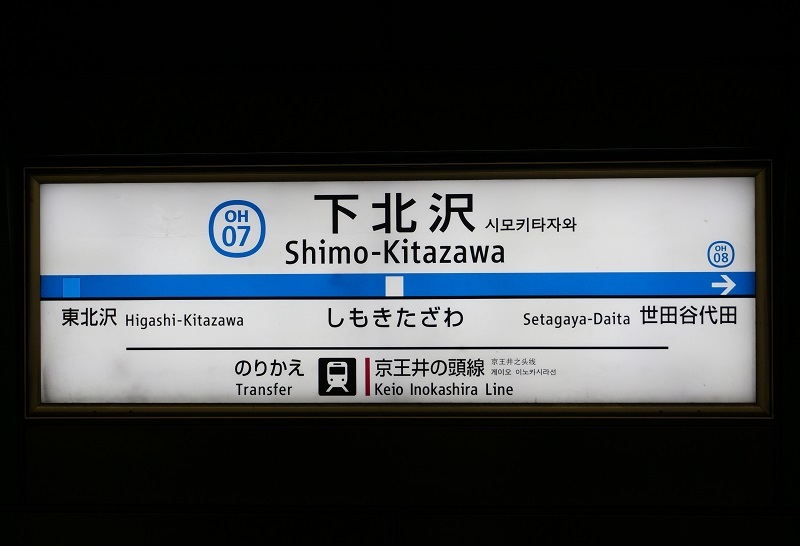 OH 07
下北沢 시모키타자와
Shimo-Kitazawa
OH 08
東北沢 Higashi-Kitazawa しもきたざわ Setagaya-Daita 世田谷代田
のりかえ 京王井の頭線 京王井之头线
Transfer Keio Inokashira Line 게이오 이노카시라선